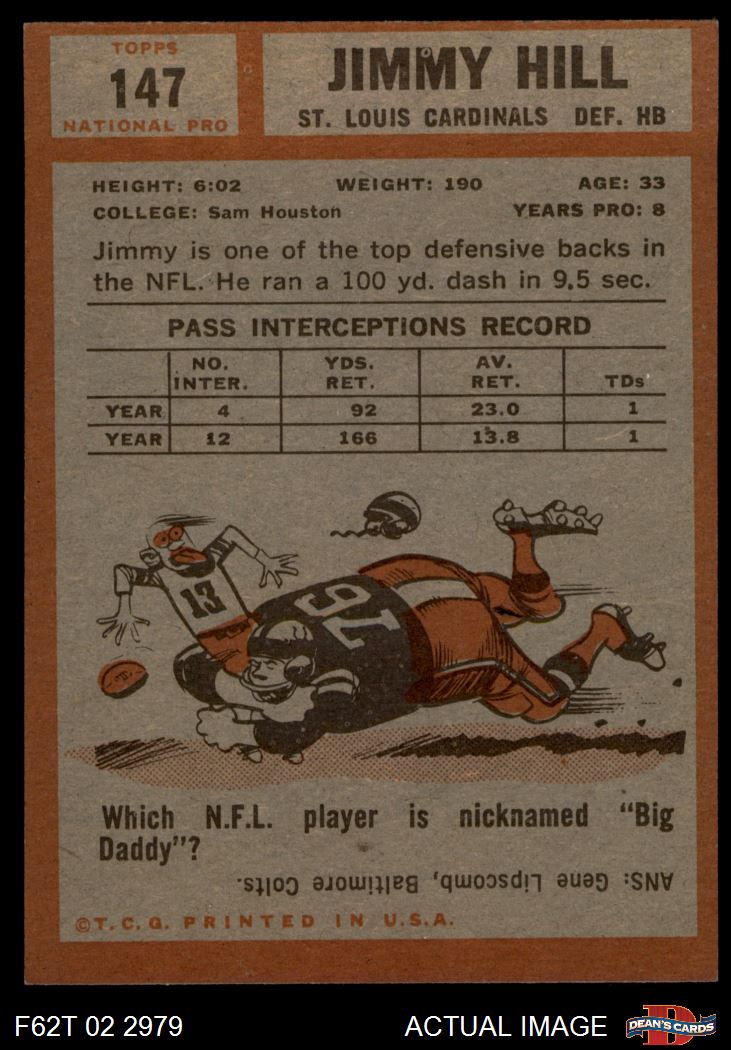 TOPPS
147
NATIONAL PRO
JIMMY HILL
ST. LOUIS CARDINALS DEF. HB
HEIGHT: 6:02 WEIGHT: 190 AGE: 33
COLLEGE: Sam Houston YEARS PRO: 8
Jimmy is one of the top defensive backs in
the NFL. He ran a 100 yd. dash in 9.5 sec.
PASS INTERCEPTIONS RECORD
NO. INTER. YDS. RET. AV. RET. TDs
YEAR 4 92 23.0 1
YEAR 12 166 13.8 1
13
76
Which N.F.L. player is nicknamed "Big
Daddy"?
ANS: Gene Lipscomb, Baltimore Colts.
©T.C.G. PRINTED IN U.S.A.
F62T 02 2979 ACTUAL IMAGE
DEAN'S CARDS